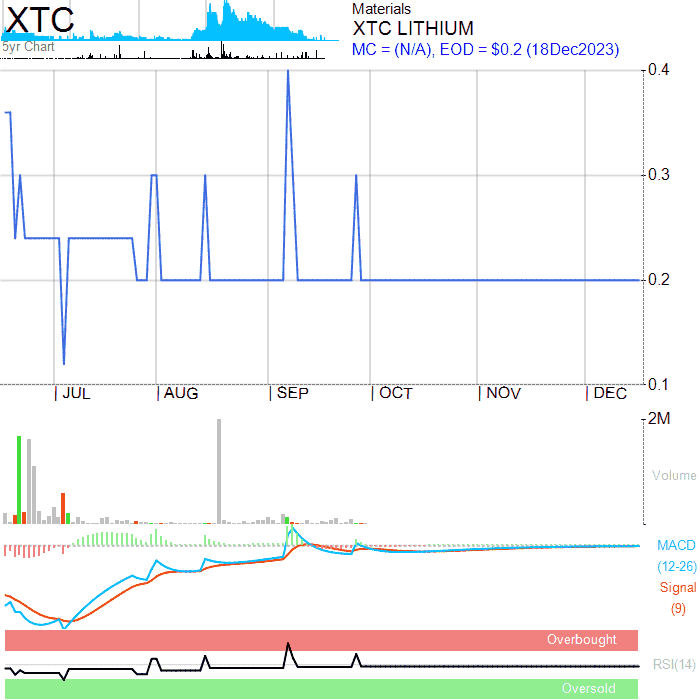 XTC
5yr Chart
Materials
XTC LITHIUM
MC = (N/A), EOD = $0.2 (18Dec2023)
0.4
0.3
0.2
0.1
JUL AUG SEP OCT NOV DEC
2M
Volume
MACD
(12-26)
Signal
(9)
Overbought
RSI(14)
Oversold